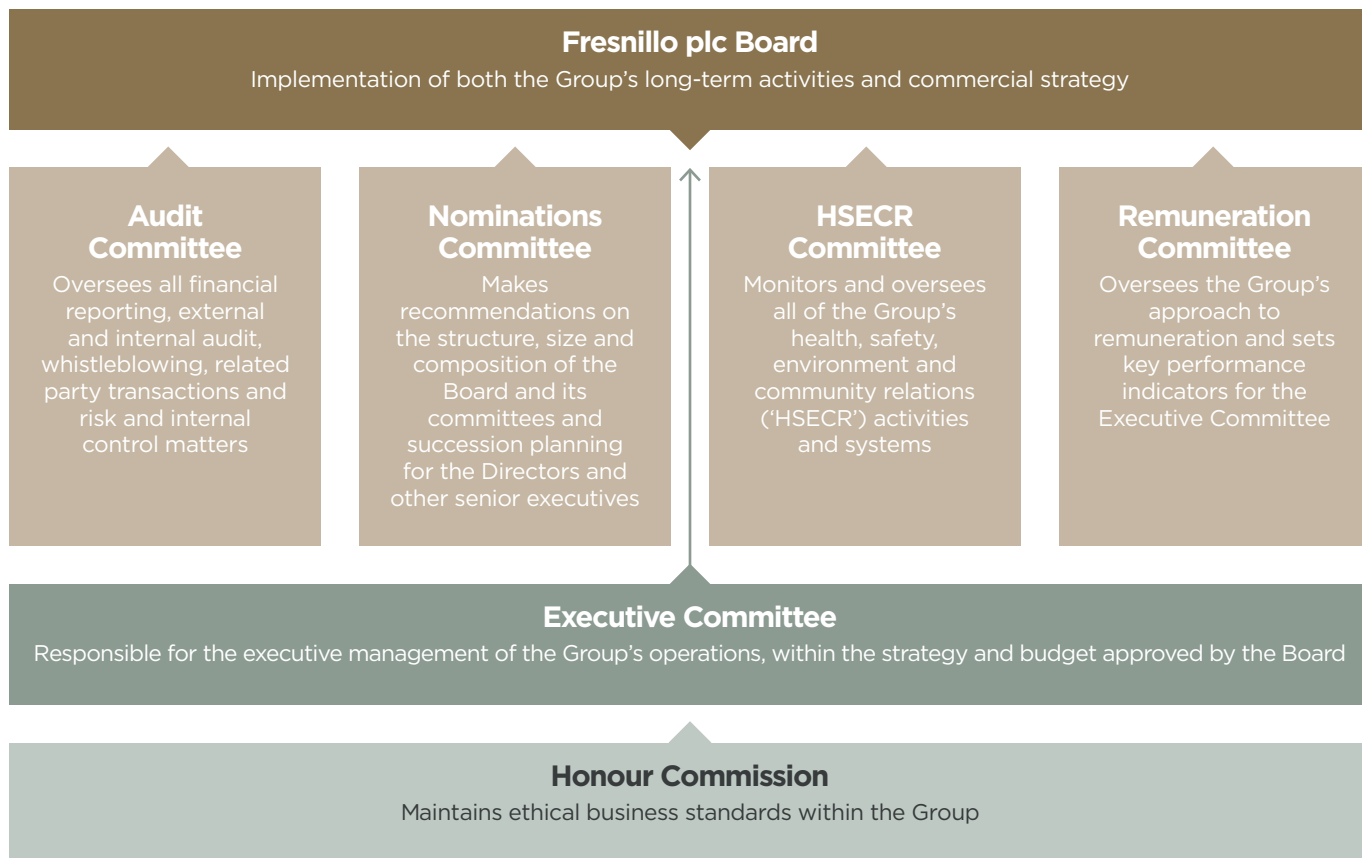 Fresnillo plc Board
Implementation of both the Group’s long-term activities and commercial strategy
Audit
Committee
Oversees all financial
reporting, external
and internal audit,
whistleblowing, related
party transactions and
risk and internal
control matters
Nominations
Committee
Makes
recommendations on
the structure, size and
composition of the
Board and its
committees and
succession planning
for the Directors and
other senior executives
HSECR
Committee
Monitors and oversees
all of the Group’s
health, safety,
environment and
community relations
(‘HSECR’) activities
and systems
Remuneration
Committee
Oversees the Group’s
approach to
remuneration and sets
key performance
indicators for the
Executive Committee
Executive Committee
Responsible for the executive management of the Group’s operations, within the strategy and budget approved by the Board
Honour Commission
Maintains ethical business standards within the Group